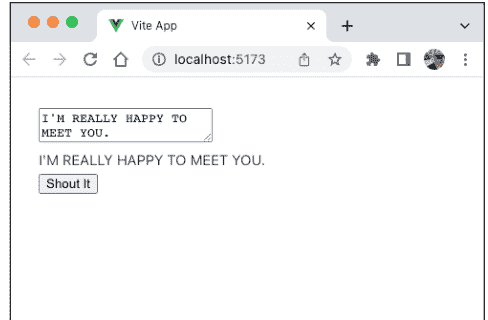 Vite App
localhost:5173
I'M REALLY HAPPY TO
MEET YOU.
I'M REALLY HAPPY TO MEET YOU.
Shout It